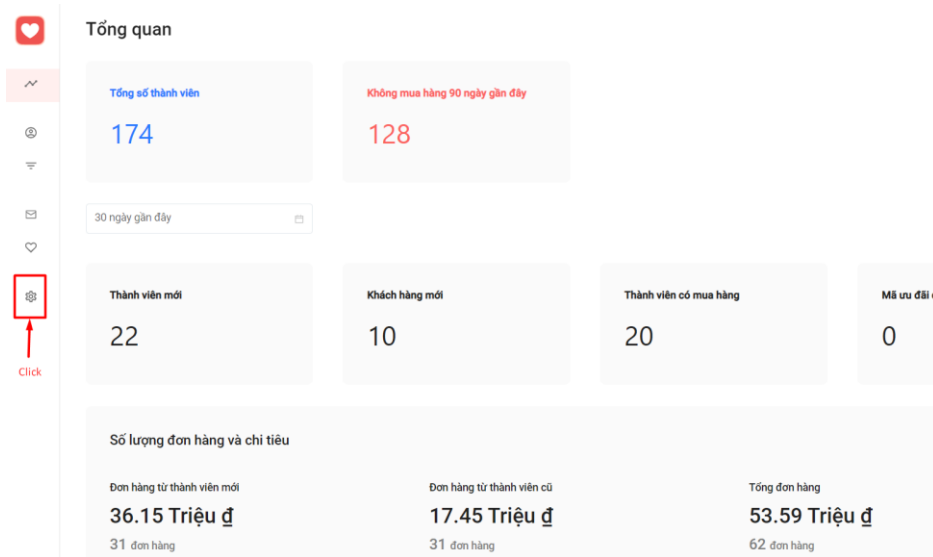 Tổng quan
Tổng số thành viên
Không mua hàng 90 ngày gần đây
174
128
30 ngày gần đây
Thành viên mới
Khách hàng mới
Thành viên có mua hàng
Mã ưu đãi
22
10
20
0
Click
Số lượng đơn hàng và chi tiêu
Đơn hàng từ thành viên mới
Đơn hàng từ thành viên cũ
Tổng đơn hàng
36.15 Triệu ₫
17.45 Triệu ₫
53.59 Triệu ₫
31 đơn hàng
31 đơn hàng
62 đơn hàng